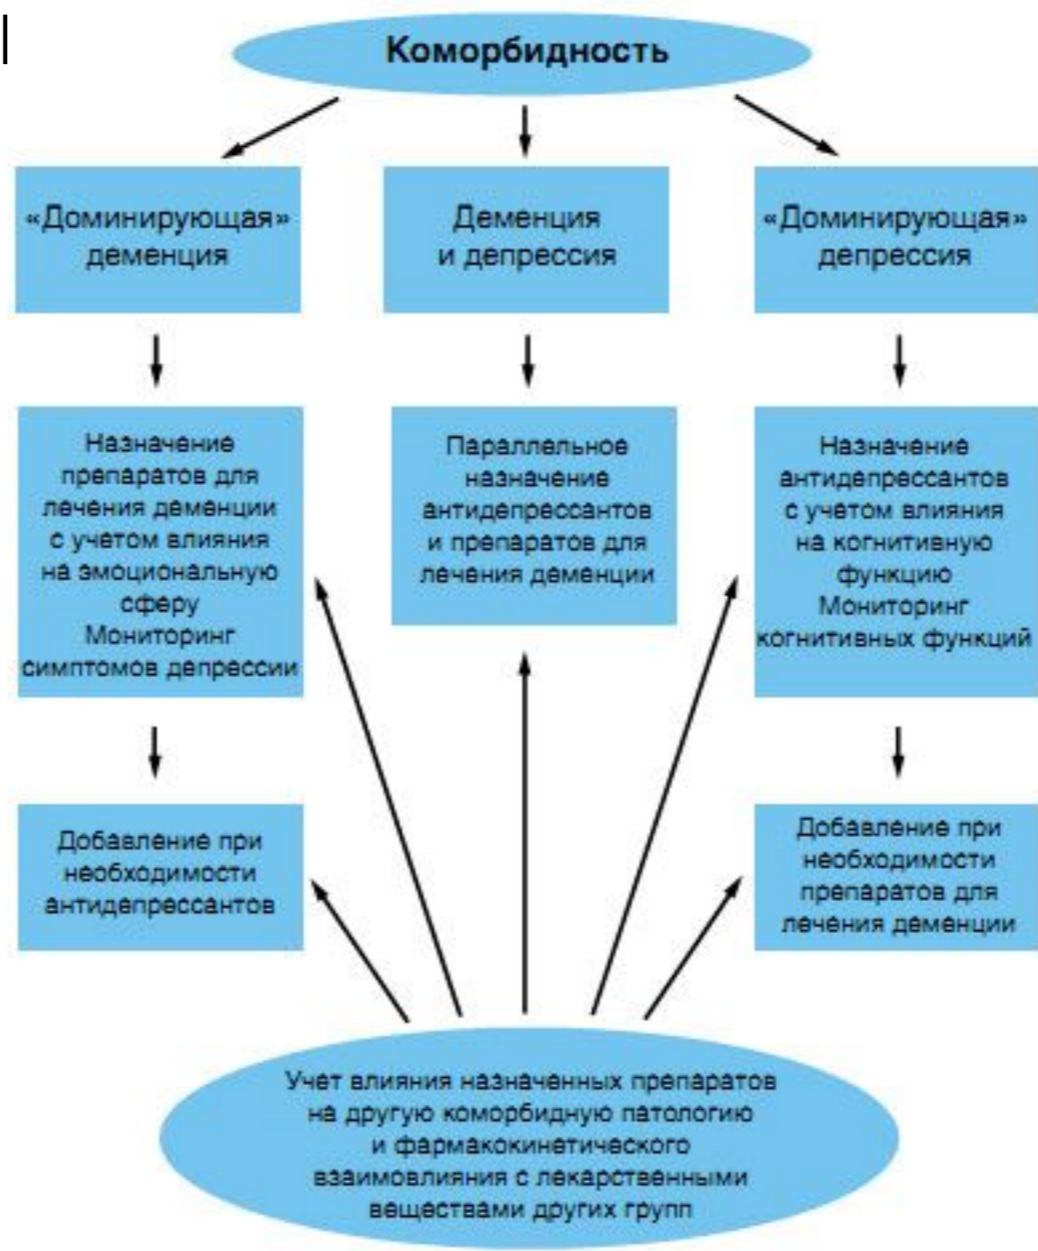 Коморбидность
«Доминирующая»
деменция
Деменция
и депрессия
«Доминирующая»
депрессия
Назначение
препаратов для
лечения деменции
с учетом влияния
на эмоциональную
сферу
Мониторинг
симптомов депрессии
Параллельное
назначение
антидепрессантов
и препаратов для
лечения деменции
Назначение
антидепрессантов
с учетом влияния
на когнитивную
функцию
Мониторинг
когнитивных функций
Добавление при
необходимости
антидепрессантов
Добавление при
необходимости
препаратов для
лечения деменции
Учет влияния назначенных препаратов
на другую коморбидную патологию
и фармакокинетического
взаимовлияния с лекарственными
веществами других групп